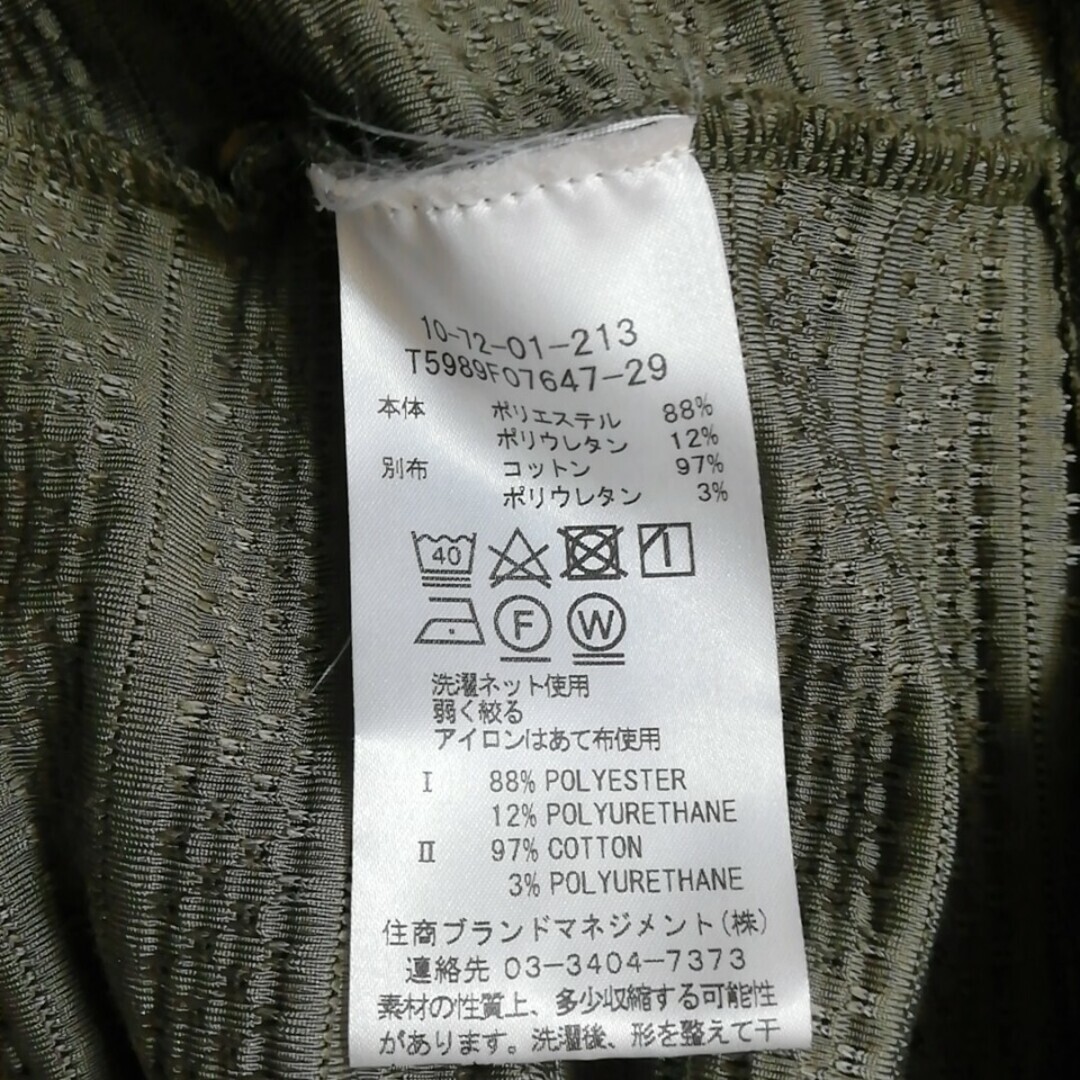 10-72-01-213
T5989F07647-29
本体 ポリエステル 88%
ポリウレタン 12%
別布 コットン 97%
ポリウレタン 3%
40
F W
洗濯ネット使用
弱く絞る
アイロンはあて布使用
I 88% POLYESTER
12% POLYURETHANE
II 97% COTTON
3% POLYURETHANE
住商ブランドマネジメント(株)
連絡先 03-3404-7373
素材の性質上、多少収縮する可能性
があります。洗濯後、形を整えて干